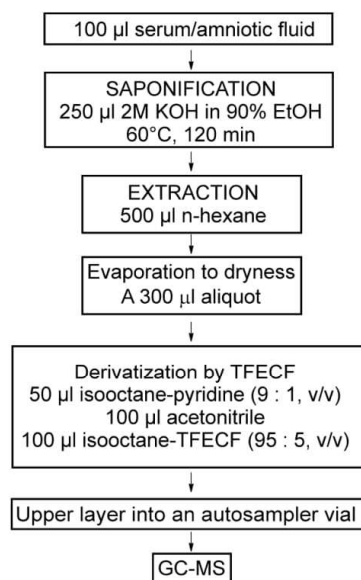 100 µl serum/amniotic fluid
SAPONIFICATION
250 µl 2M KOH in 90% EtOH
60°C, 120 min
EXTRACTION
500 µl n-hexane
Evaporation to dryness
A 300 µl aliquot
Derivatization by TFECF
50 µl isooctane-pyridine (9 : 1, v/v)
100 µl acetonitrile
100 µl isooctane-TFECF (95 : 5, v/v)
Upper layer into an autosampler vial
GC-MS